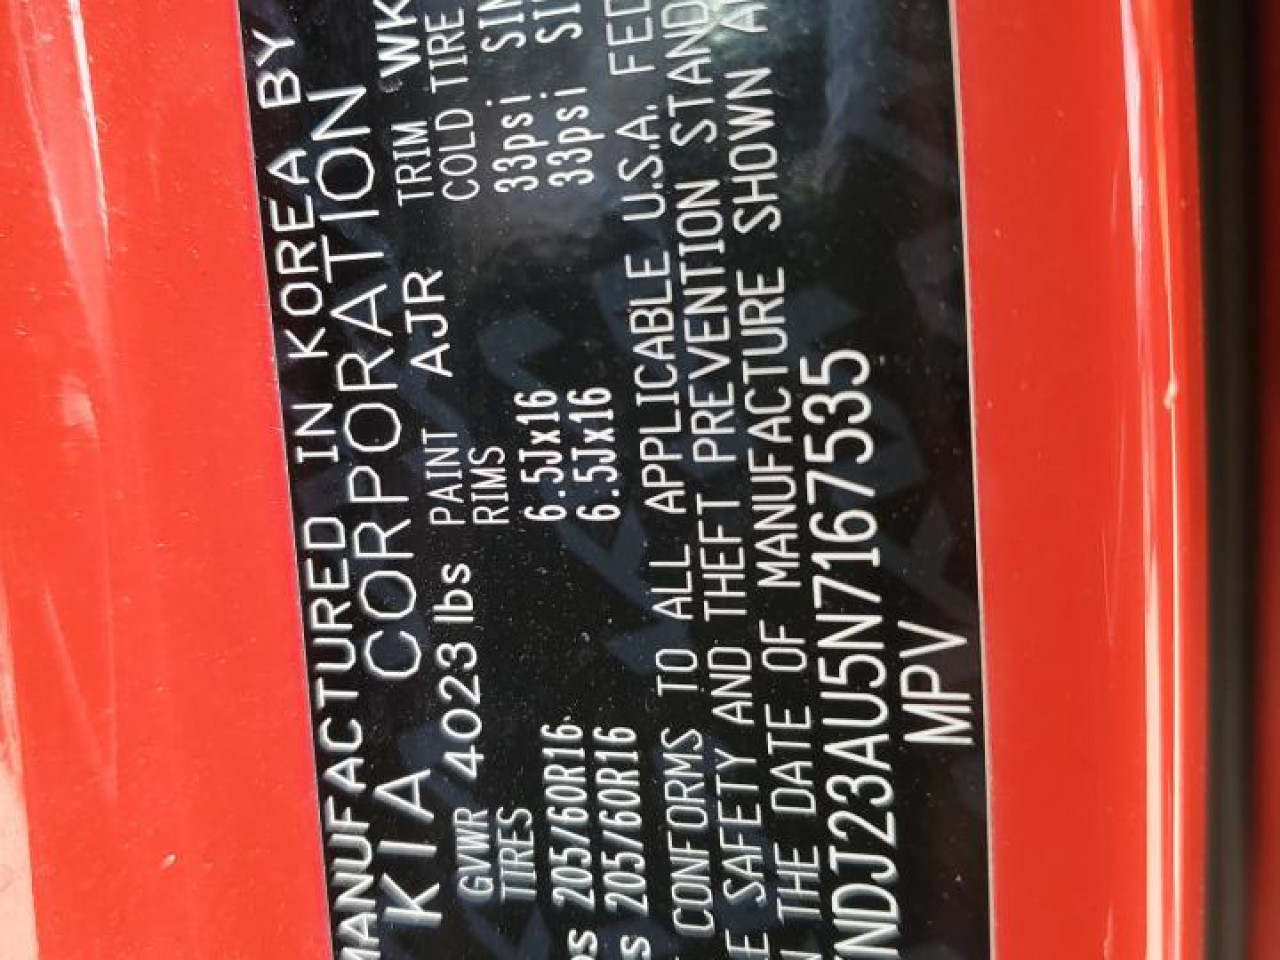 MANUFACTURED IN KOREA BY
KIA CORPORATION
GVWR 4023 lbs PAINT AJR TRIM WK
TIRES RIMS COLD TIRE
205/60R16 6.5Jx16 33psi
205/60R16 6.5Jx16 33psi
CONFORMS TO ALL APPLICABLE U.S.A.
SAFETY AND THEFT PREVENTION
THE DATE OF MANUFACTURE SHOWN
NDJ23AU5N7167535
MPV